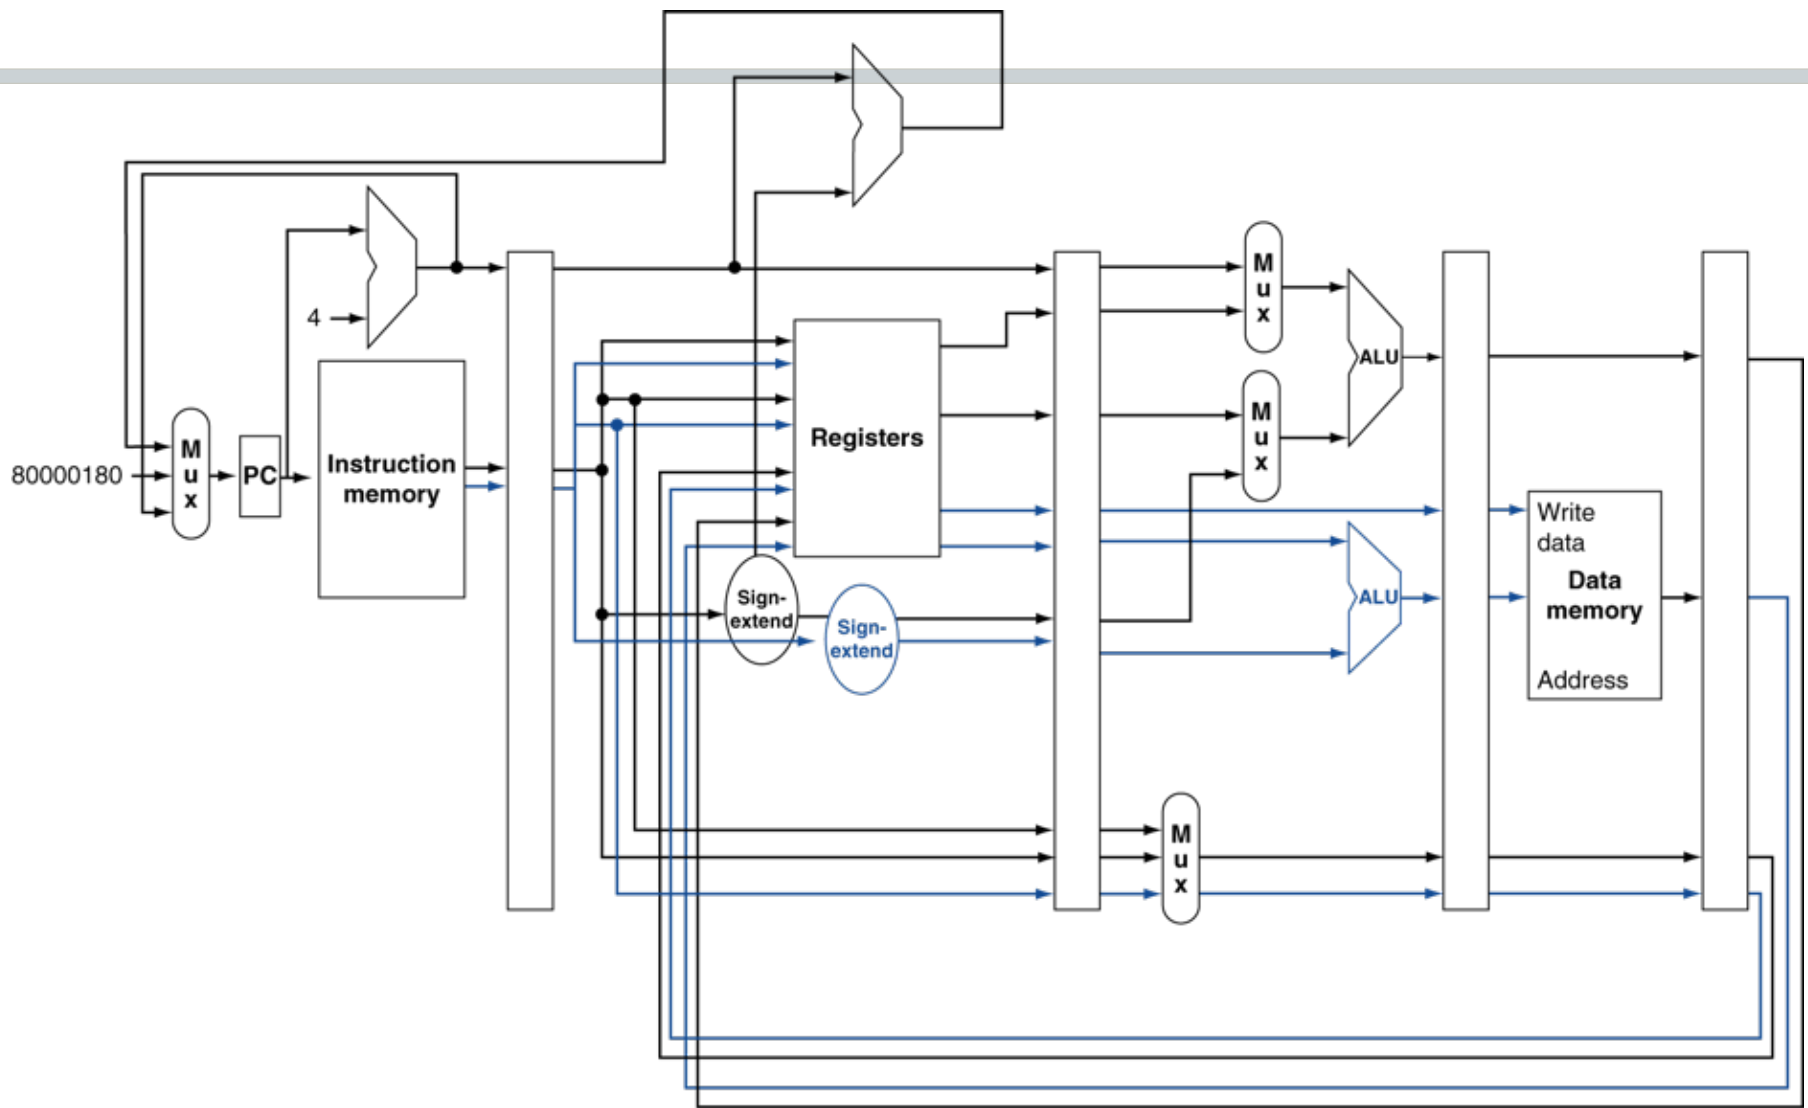 M
u
x
ALU
4
M
u
x
80000180
PC
Instruction
memory
Registers
M
u
x
Write
data
Data
memory
Address
Sign-
extend
Sign-
extend
ALU
M
u
x